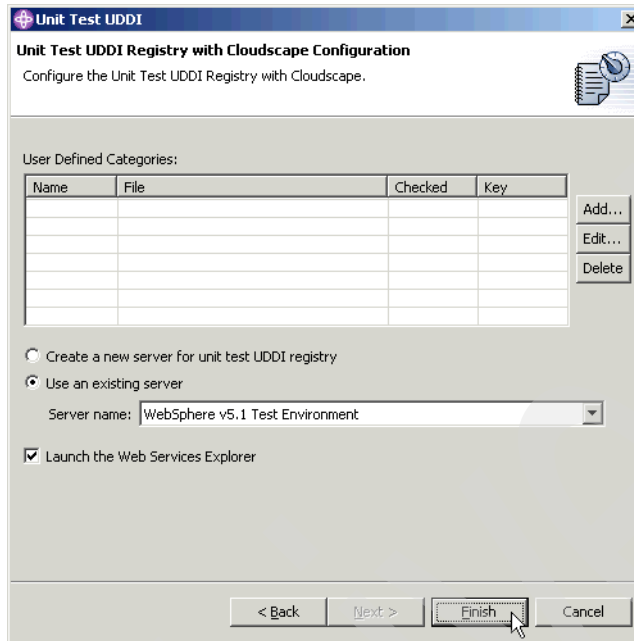 Unit Test UDDI
Unit Test UDDI Registry with Cloudscape Configuration
Configure the Unit Test UDDI Registry with Cloudscape.
User Defined Categories:
Name File Checked Key
Add...
Edit...
Delete
Create a new server for unit test UDDI registry
Use an existing server
Server name: WebSphere v5.1 Test Environment
Launch the Web Services Explorer
< Back Next > Finish Cancel